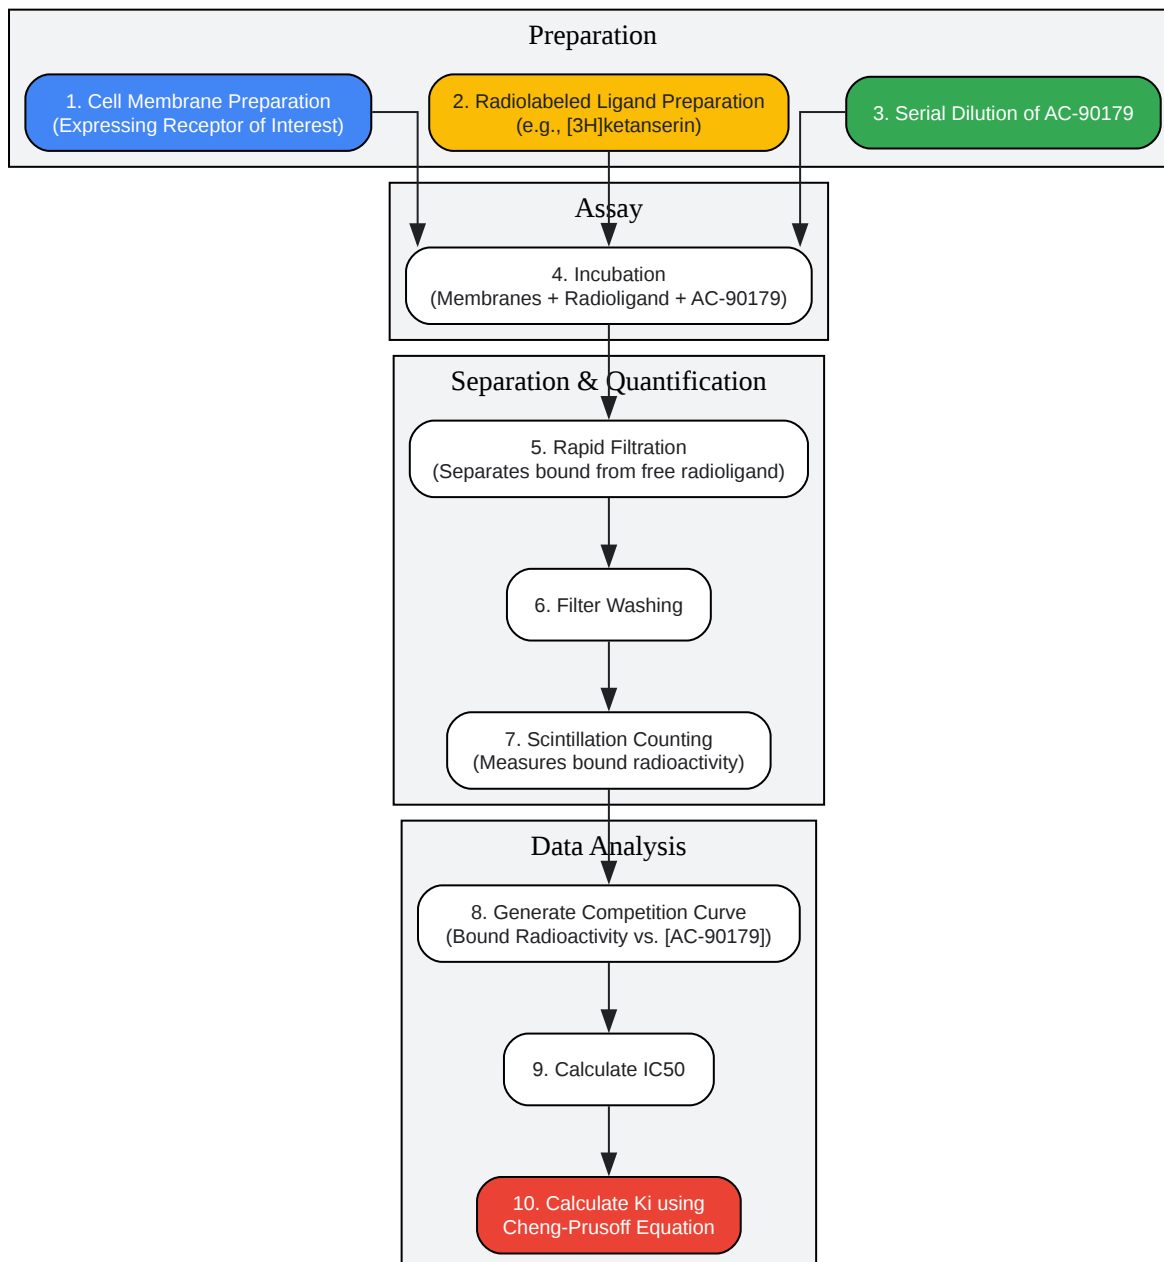 Preparation
1. Cell Membrane Preparation
(Expressing Receptor of Interest)
2. Radiolabeled Ligand Preparation
(e.g., [3H]ketanserin)
3. Serial Dilution of AC-90179
Assay
4. Incubation
(Membranes + Radioligand + AC-90179)
Separation & Quantification
5. Rapid Filtration
(Separates bound from free radioligand)
6. Filter Washing
7. Scintillation Counting
(Measures bound radioactivity)
Data Analysis
8. Generate Competition Curve
(Bound Radioactivity vs. [AC-90179])
9. Calculate IC50
10. Calculate Ki using
Cheng-Prusoff Equation